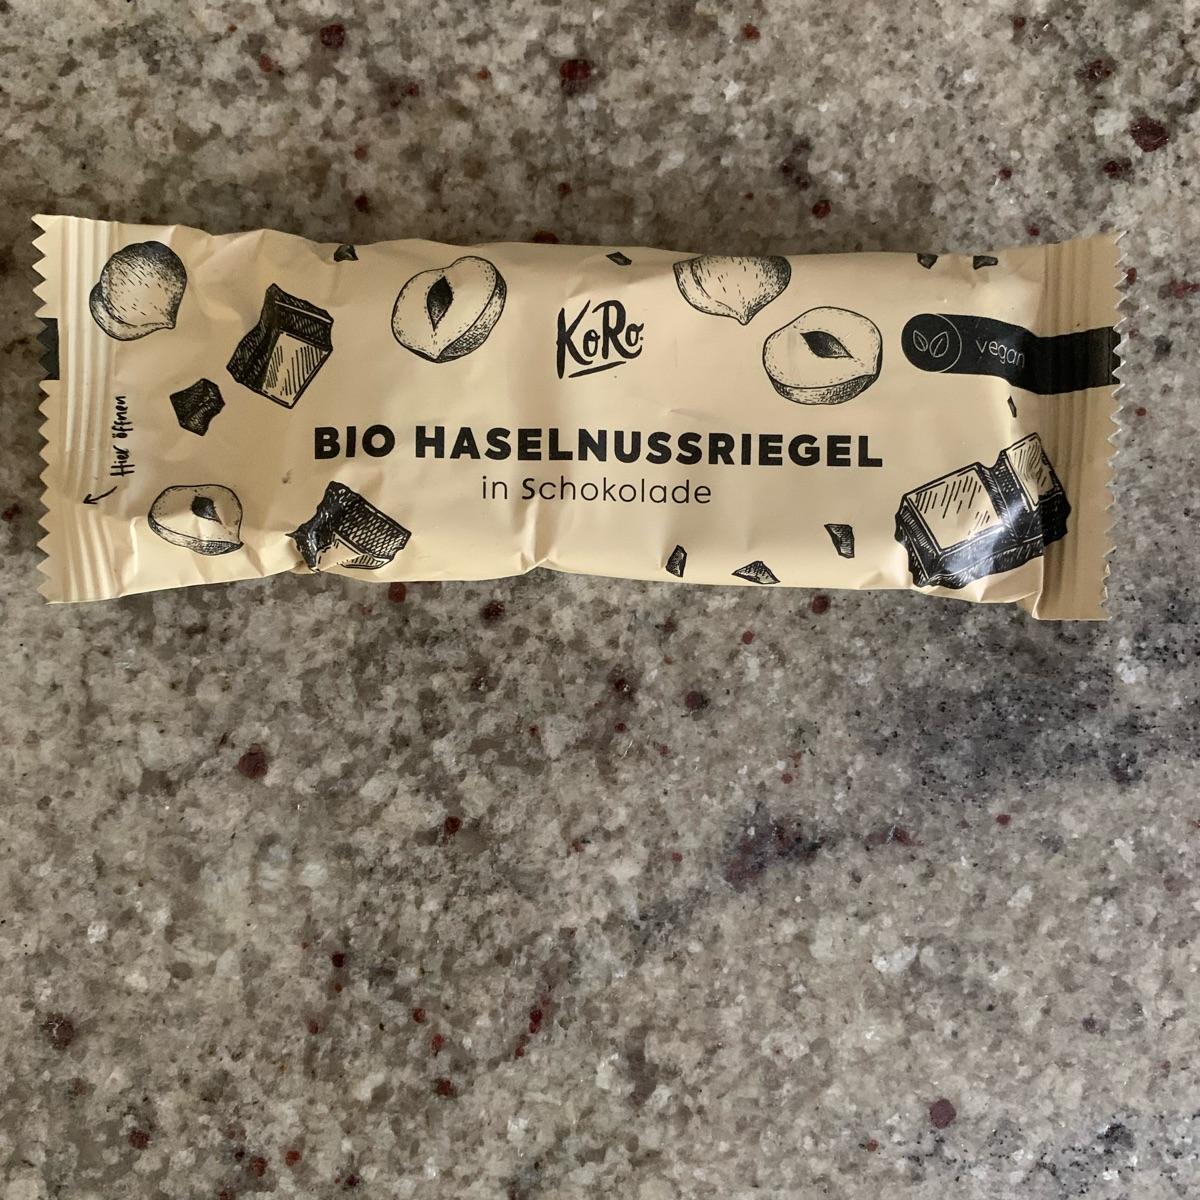 KoRo
vegan
BIO HASELNUSSRIEGEL
in Schokolade
Hier öffnen